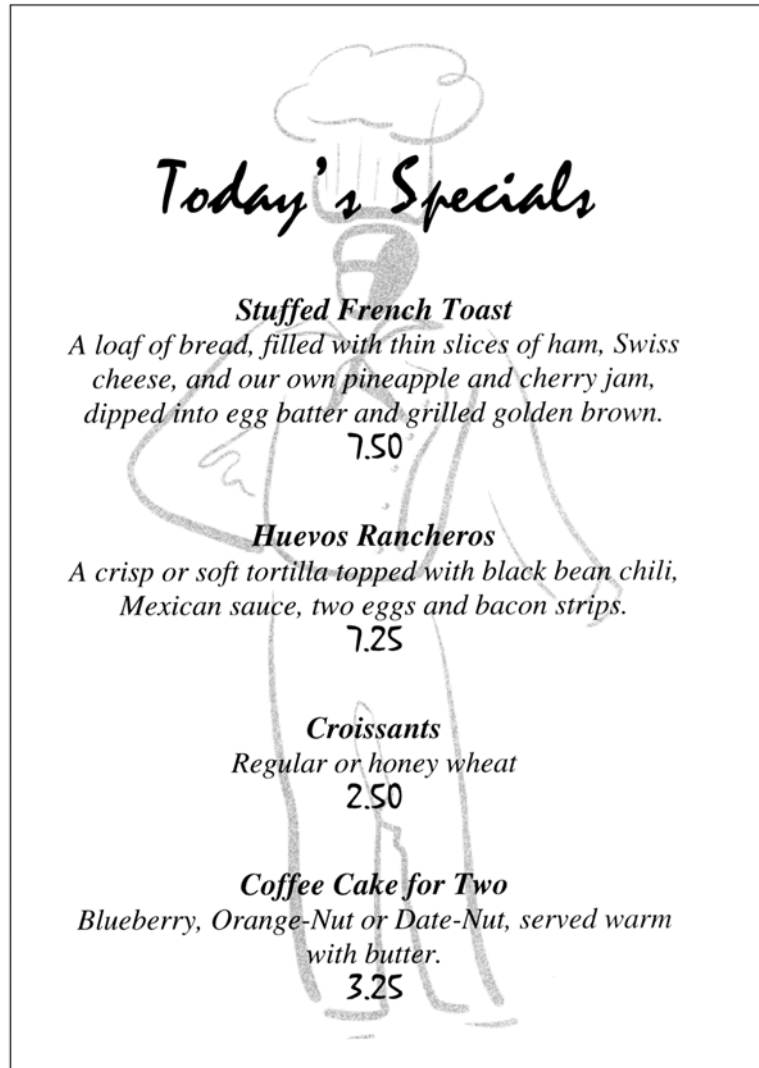 Today's Specials
Stuffed French Toast
A loaf of bread, filled with thin slices of ham, Swiss
cheese, and our own pineapple and cherry jam,
dipped into egg batter and grilled golden brown.
7.50
Huevos Rancheros
A crisp or soft tortilla topped with black bean chili,
Mexican sauce, two eggs and bacon strips.
7.25
Croissants
Regular or honey wheat
2.50
Coffee Cake for Two
Blueberry, Orange-Nut or Date-Nut, served warm
with butter.
3.25